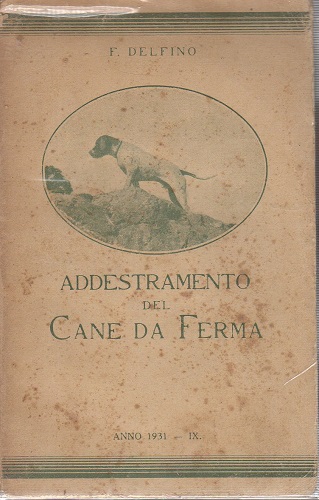 F. DELFINO
ADDESTRAMENTO
DEL
CANE DA FERMA
ANNO 1931 - IX.